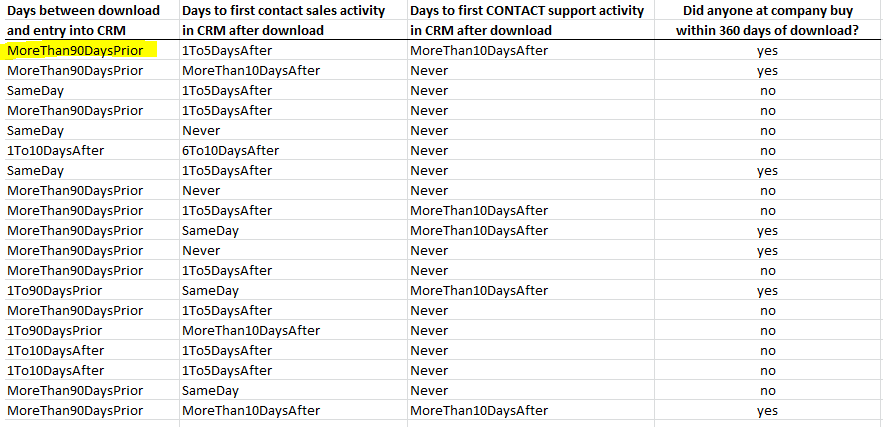 Days between download Days to first contact sales activity Days to first CONTACT support activity Did anyone at company buy
and entry into CRM in CRM after download in CRM after download within 360 days of download?
MoreThan90DaysPrior 1To5DaysAfter MoreThan10DaysAfter yes
MoreThan90DaysPrior MoreThan10DaysAfter Never yes
SameDay 1To5DaysAfter Never no
MoreThan90DaysPrior 1To5DaysAfter Never no
SameDay Never Never no
1To10DaysAfter 6To10DaysAfter Never no
SameDay 1To5DaysAfter Never yes
MoreThan90DaysPrior Never Never no
MoreThan90DaysPrior 1To5DaysAfter MoreThan10DaysAfter no
MoreThan90DaysPrior SameDay MoreThan10DaysAfter yes
MoreThan90DaysPrior Never Never yes
MoreThan90DaysPrior 1To5DaysAfter Never no
1To90DaysPrior SameDay MoreThan10DaysAfter yes
MoreThan90DaysPrior 1To5DaysAfter Never no
1To90DaysPrior MoreThan10DaysAfter Never no
1To10DaysAfter 1To5DaysAfter Never no
1To10DaysAfter 1To5DaysAfter Never no
MoreThan90DaysPrior SameDay Never no
MoreThan90DaysPrior MoreThan10DaysAfter MoreThan10DaysAfter yes